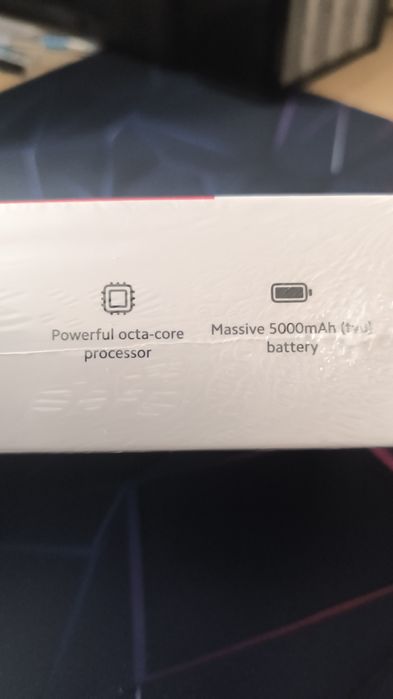 Powerful octa-core
processor
Massive 5000mAh
battery